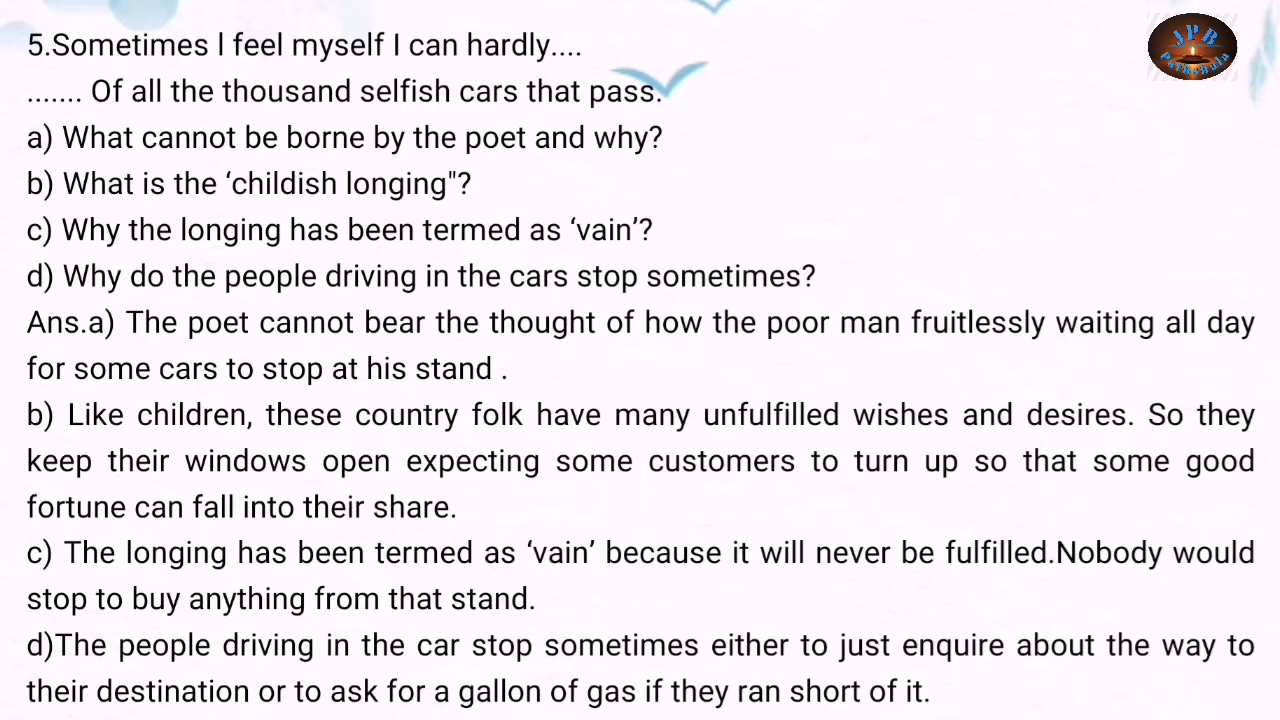 JPB
Pathshala
5.Sometimes l feel myself I can hardly....
....... Of all the thousand selfish cars that pass.
a) What cannot be borne by the poet and why?
b) What is the ‘childish longing"?
c) Why the longing has been termed as ‘vain’?
d) Why do the people driving in the cars stop sometimes?
Ans.a) The poet cannot bear the thought of how the poor man fruitlessly waiting all day
for some cars to stop at his stand .
b) Like children, these country folk have many unfulfilled wishes and desires. So they
keep their windows open expecting some customers to turn up so that some good
fortune can fall into their share.
c) The longing has been termed as ‘vain’ because it will never be fulfilled.Nobody would
stop to buy anything from that stand.
d)The people driving in the car stop sometimes either to just enquire about the way to
their destination or to ask for a gallon of gas if they ran short of it.